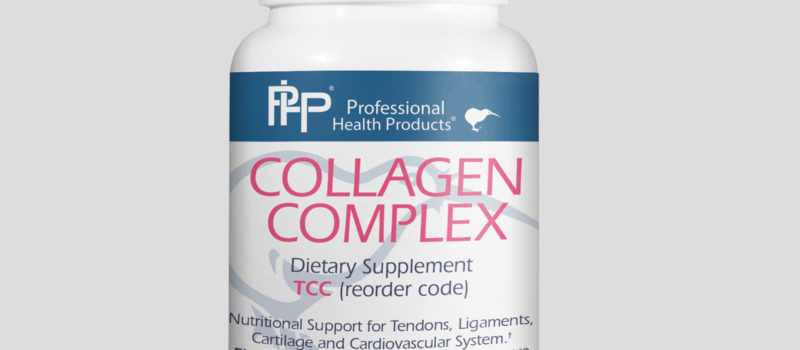 PHP® Professional
Health Products®
COLLAGEN
COMPLEX
Dietary Supplement
TCC (reorder code)
Nutritional Support for Tendons, Ligaments,
Cartilage and Cardiovascular System.†